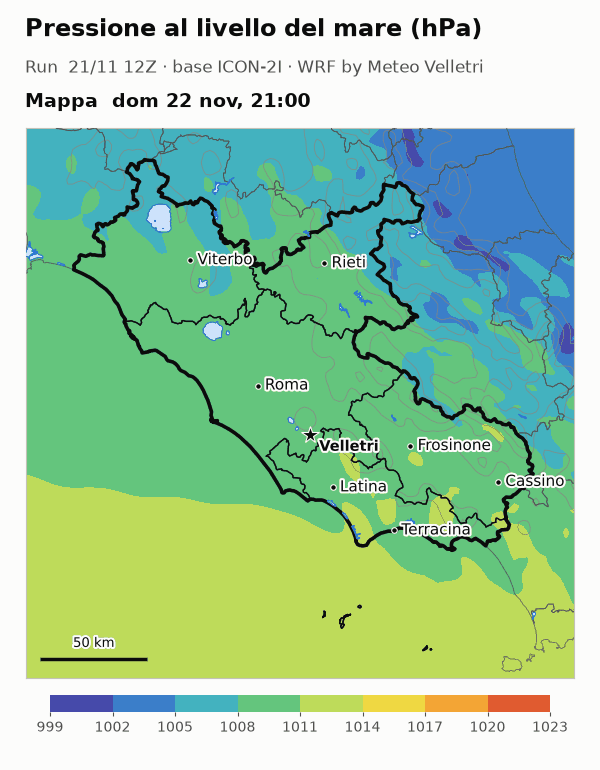 Pressione al livello del mare (hPa)
Run  21/11 12Z · base ICON-2I · WRF by Meteo Velletri
Mappa  dom 22 nov, 21:00
Viterbo
Rieti
Roma
Velletri
Frosinone
Latina
Cassino
Terracina
50 km
999 1002 1005 1008 1011 1014 1017 1020 1023